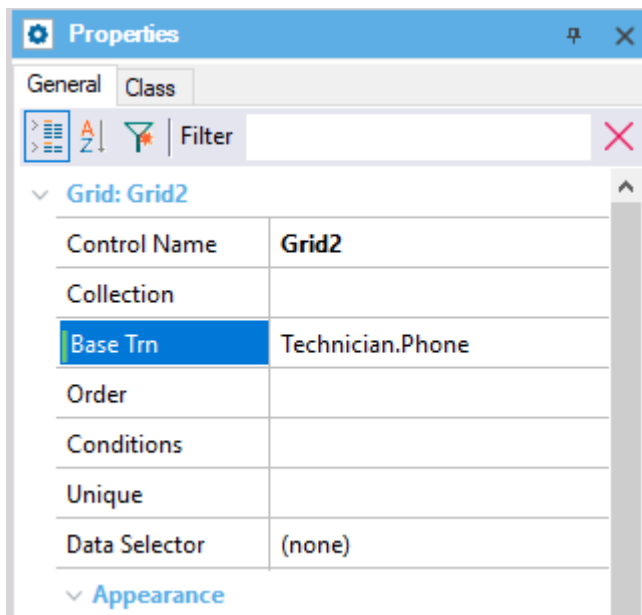 Properties
General Class
Filter
Grid: Grid2
Control Name Grid2
Collection
Base Trn Technician.Phone
Order
Conditions
Unique
Data Selector (none)
Appearance